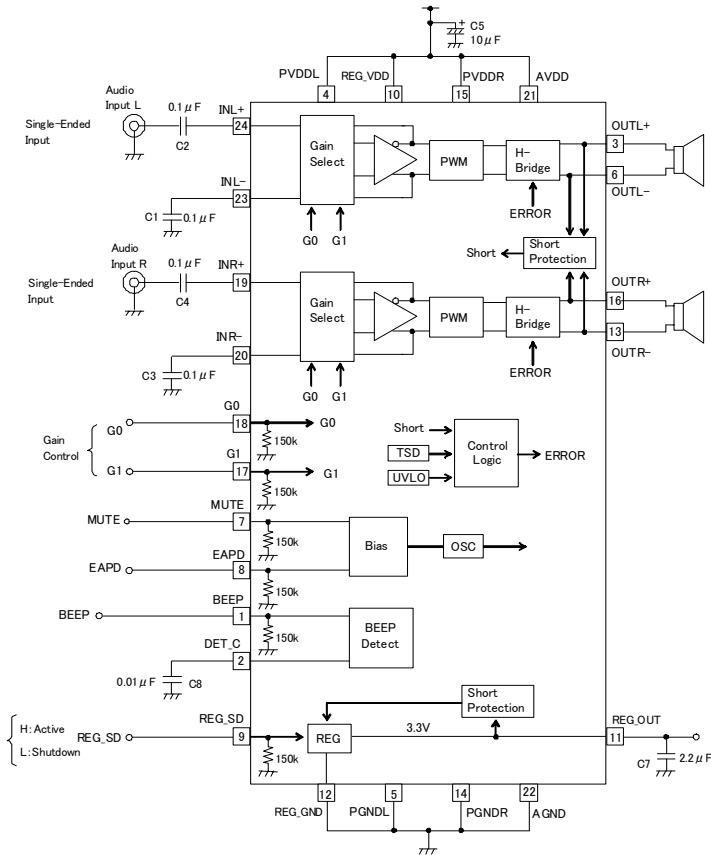 C5
10μF
PVDDL
REG_VDD
PVDDR
AVDD
4
10
15
21
Audio
Input L
0.1μF
INL+
Single-Ended
Input
C2
24
Gain
Select
PWM
H-
Bridge
OUTL+
3
6
OUTL-
INL-
23
C1
0.1μF
G0
G1
ERROR
Short
Short
Protection
Audio
Input R
0.1μF
INR+
Single-Ended
Input
C4
19
Gain
Select
PWM
H-
Bridge
OUTR+
16
13
OUTR-
INR-
20
C3
0.1μF
G0
G1
ERROR
G0
G0
18
G0
150k
Gain
Control
G1
G1
17
G1
150k
Short
TSD
UVLO
Control
Logic
ERROR
MUTE
MUTE
7
150k
Bias
OSC
EAPD
EAPD
8
150k
BEEP
BEEP
1
150k
BEEP
Detect
DET_C
2
0.01μF
C8
Short
Protection
H:Active
L:Shutdown
REG_SD
REG_SD
9
150k
REG
3.3V
REG_OUT
11
C7
2.2μF
12
5
14
22
REG_GND
PGNDL
PGNDR
AGND